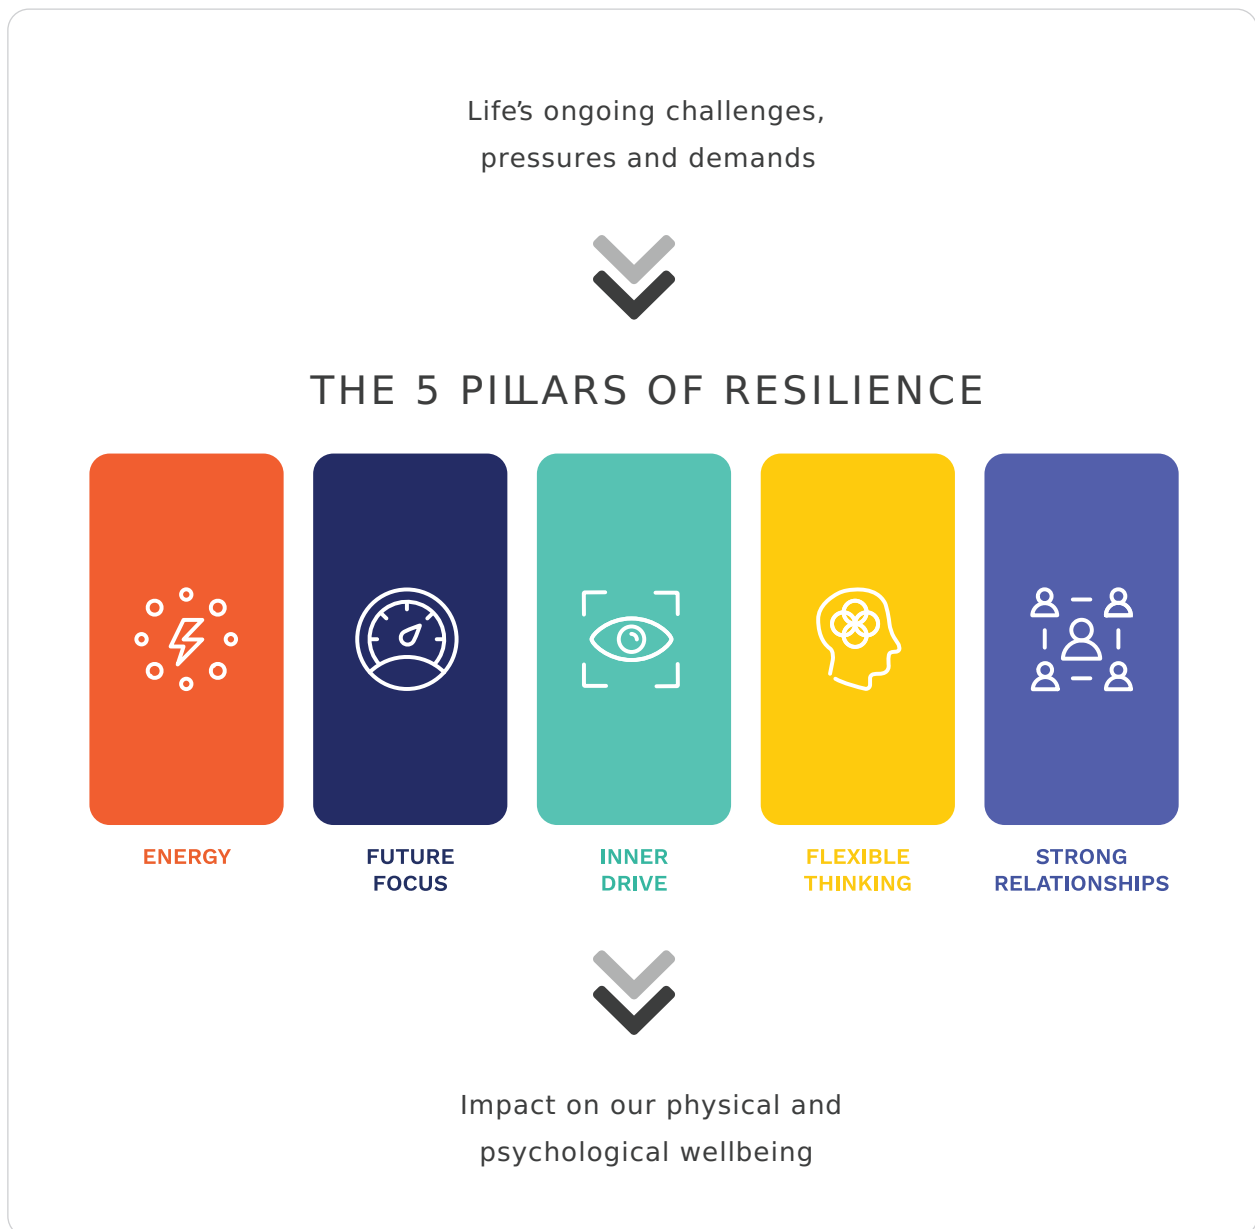 Life's ongoing challenges,
pressures and demands
THE 5 PILLARS OF RESILIENCE
ENERGY
FUTURE
FOCUS
INNER
DRIVE
FLEXIBLE
THINKING
STRONG
RELATIONSHIPS
Impact on our physical and
psychological wellbeing